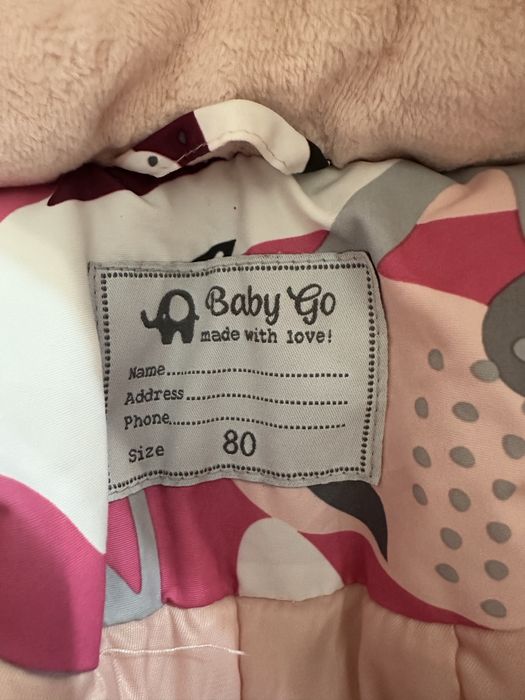 Baby Go
made with love!
Name
Address
Phone
Size 80